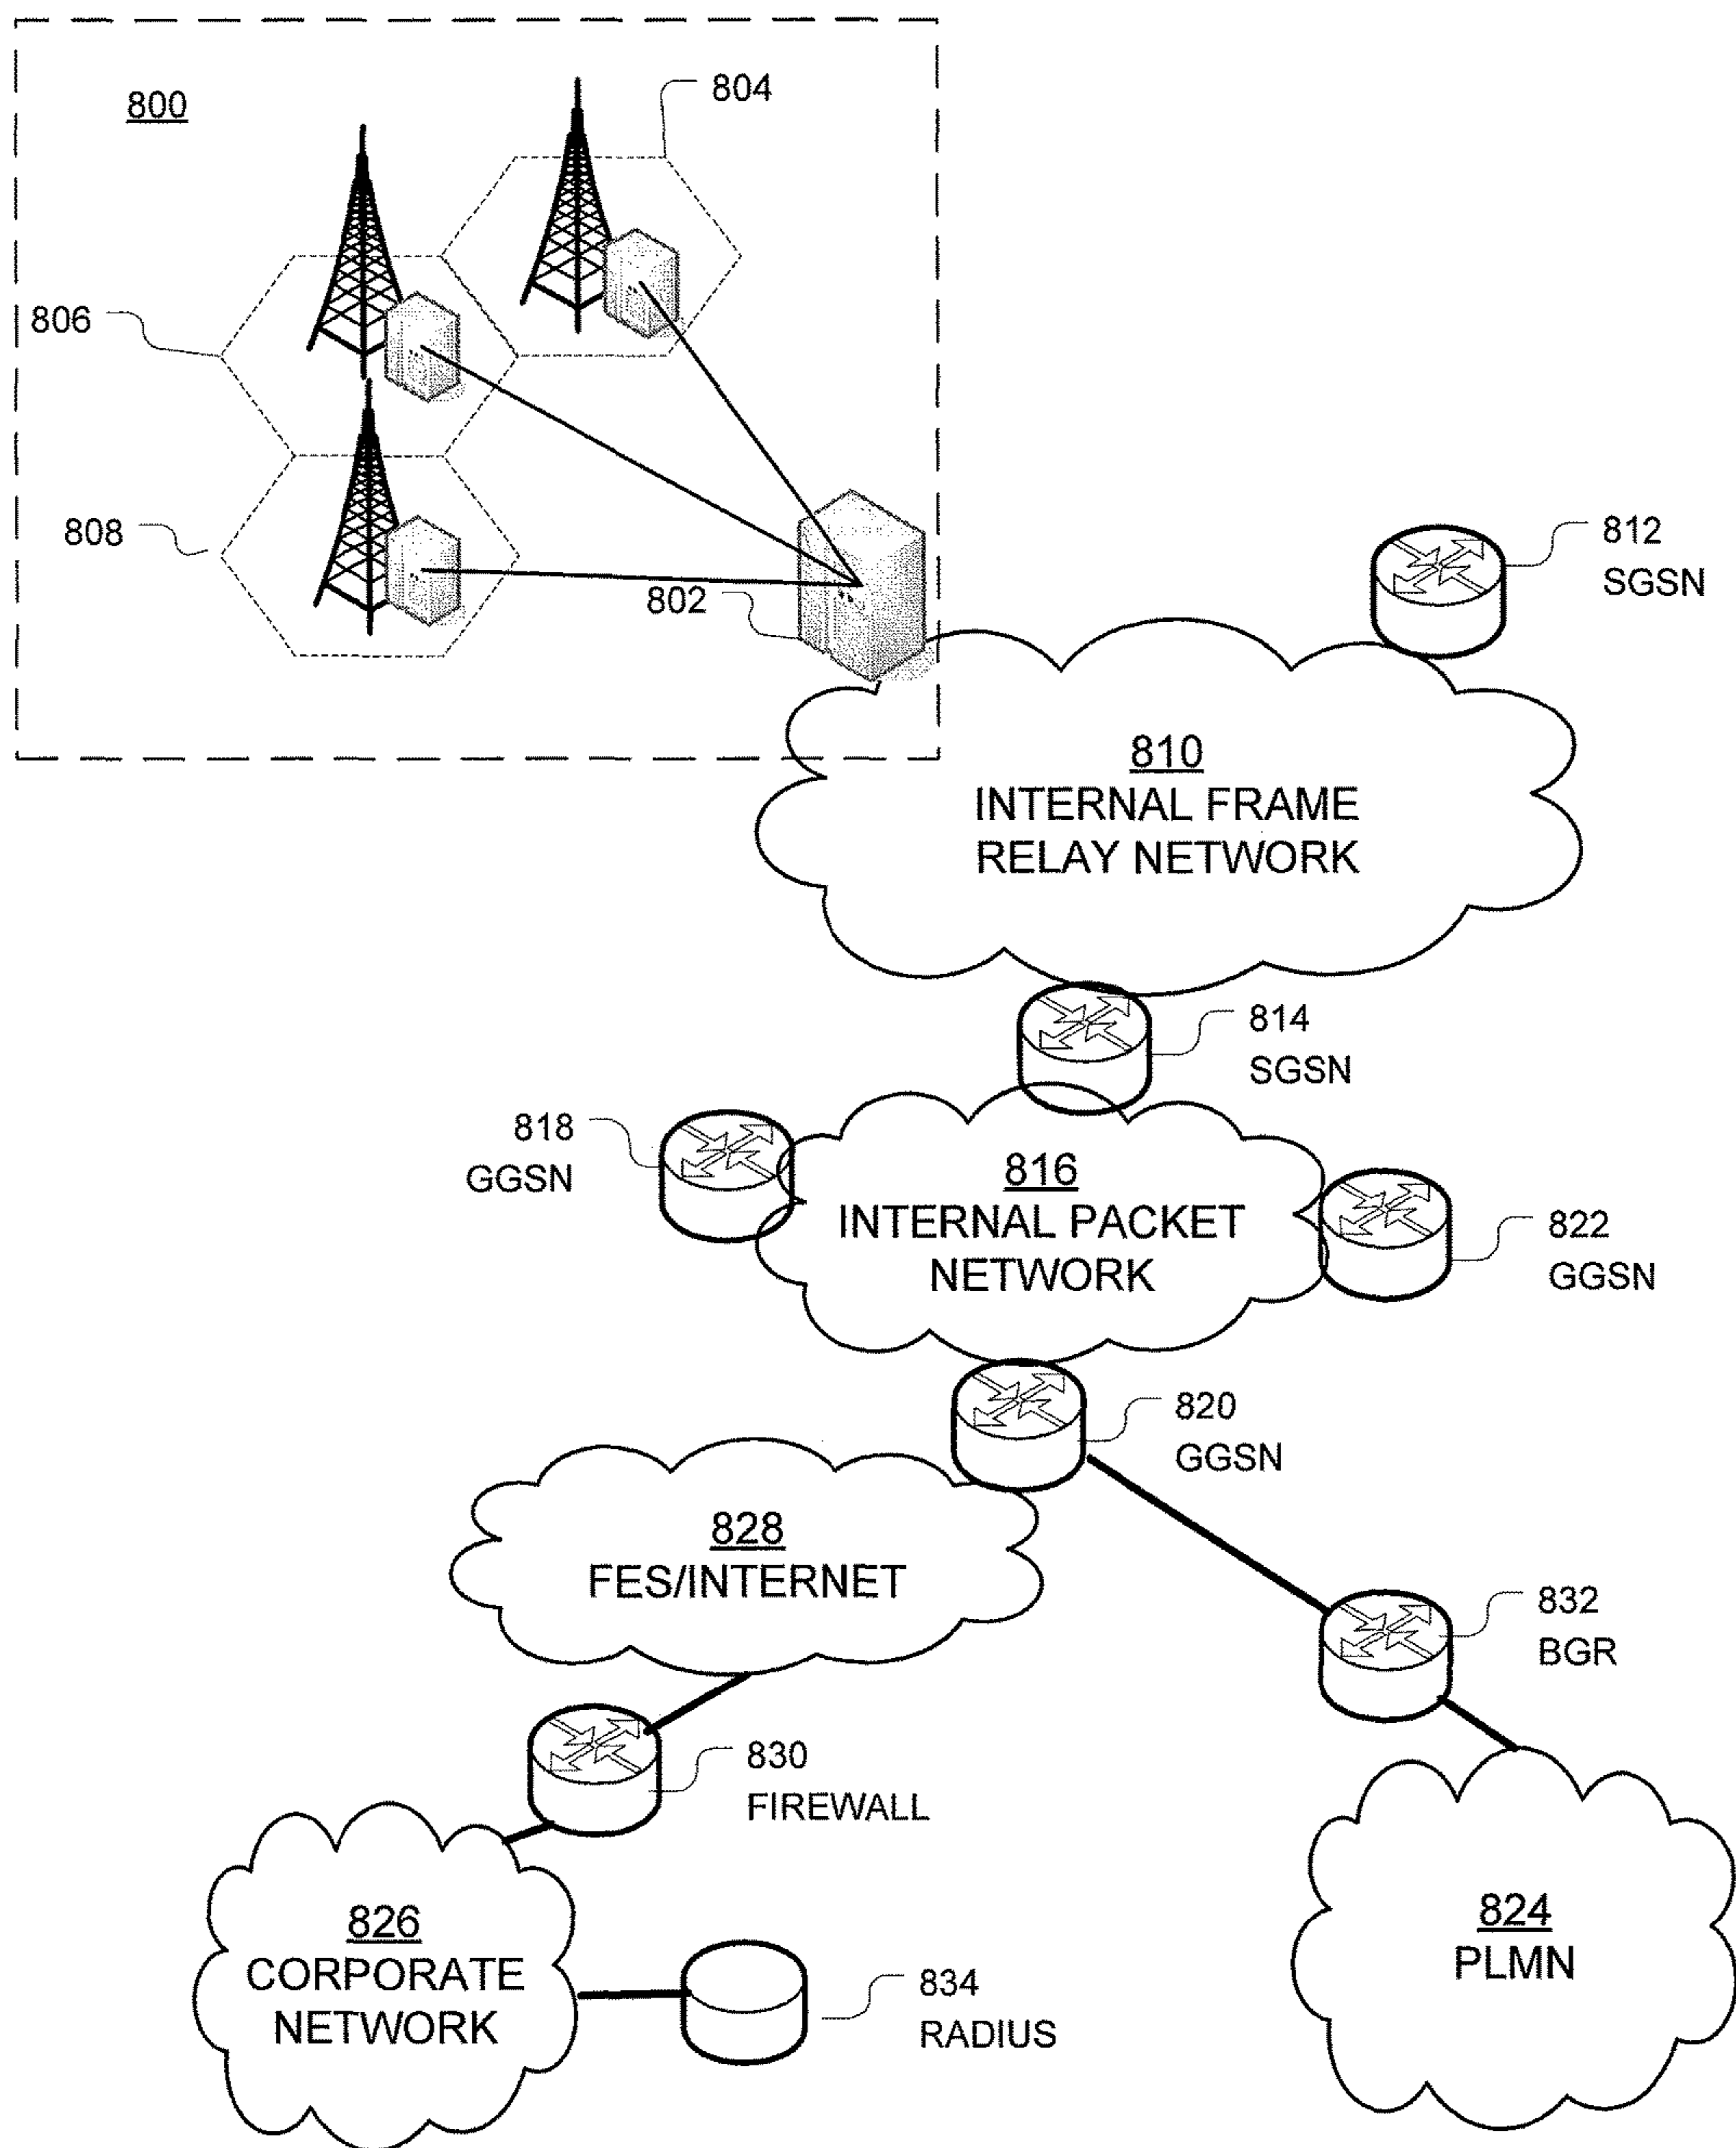 800
804
806
808
802
812
SGSN
810
INTERNAL FRAME
RELAY NETWORK
814
SGSN
818
GGSN
816
INTERNAL PACKET
NETWORK
822
GGSN
820
GGSN
828
FES/INTERNET
832
BGR
830
FIREWALL
826
CORPORATE
NETWORK
834
RADIUS
824
PLMN